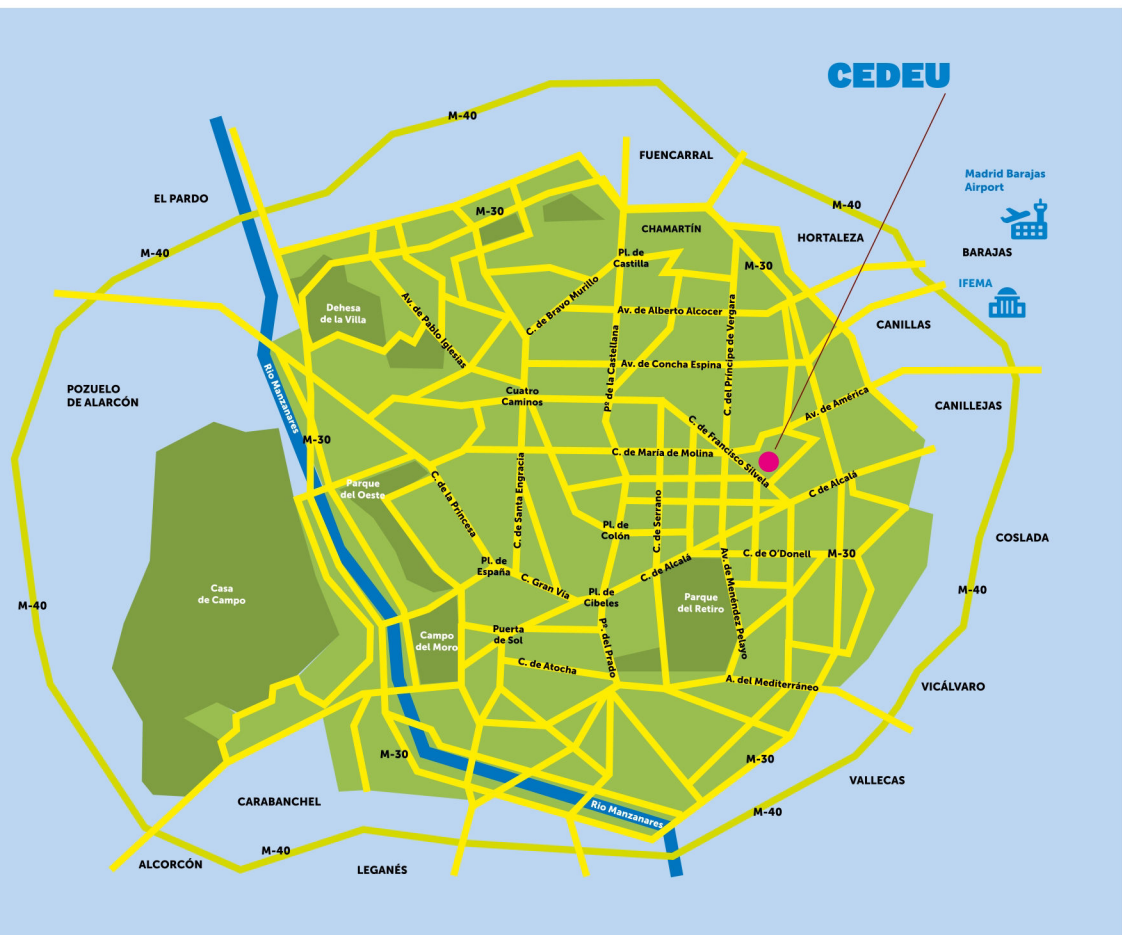 CEDEU
M-40
FUENCARRAL
Madrid Barajas
Airport
EL PARDO
M-40
M-30
CHAMARTÍN
HORTALEZA
M-40
BARAJAS
Pl. de
Castilla
M-30
IFEMA
Dehesa
de la Villa
Av. de Pablo Iglesias
C. de Bravo Murillo
Av. de Alberto Alcocer
C. del Príncipe de Vergara
CANILLAS
Pº de la Castellana
Av. de Concha Espina
Río Manzanares
POZUELO
DE ALARCÓN
Cuatro
Caminos
Av. de América
CANILLEJAS
M-30
C. de Francisco Silvela
C. de María de Molina
C. de Santa Engracia
Parque
del Oeste
C. de la Princesa
C. de Serrano
C de Alcalá
Pl. de
Colón
COSLADA
Pl. de
España
C. Gran Vía
C. de Alcalá
Av. de Menéndez Pelayo
C. de O'Donell
M-30
Casa
de Campo
Pl. de
Cibeles
Parque
del Retiro
M-40
M-40
Campo
del Moro
Puerta
de Sol
Pº. del Prado
C. de Atocha
A. del Mediterráneo
VICÁLVARO
M-30
M-30
VALLECAS
CARABANCHEL
Río Manzanares
M-40
M-40
ALCORCÓN
LEGANÉS